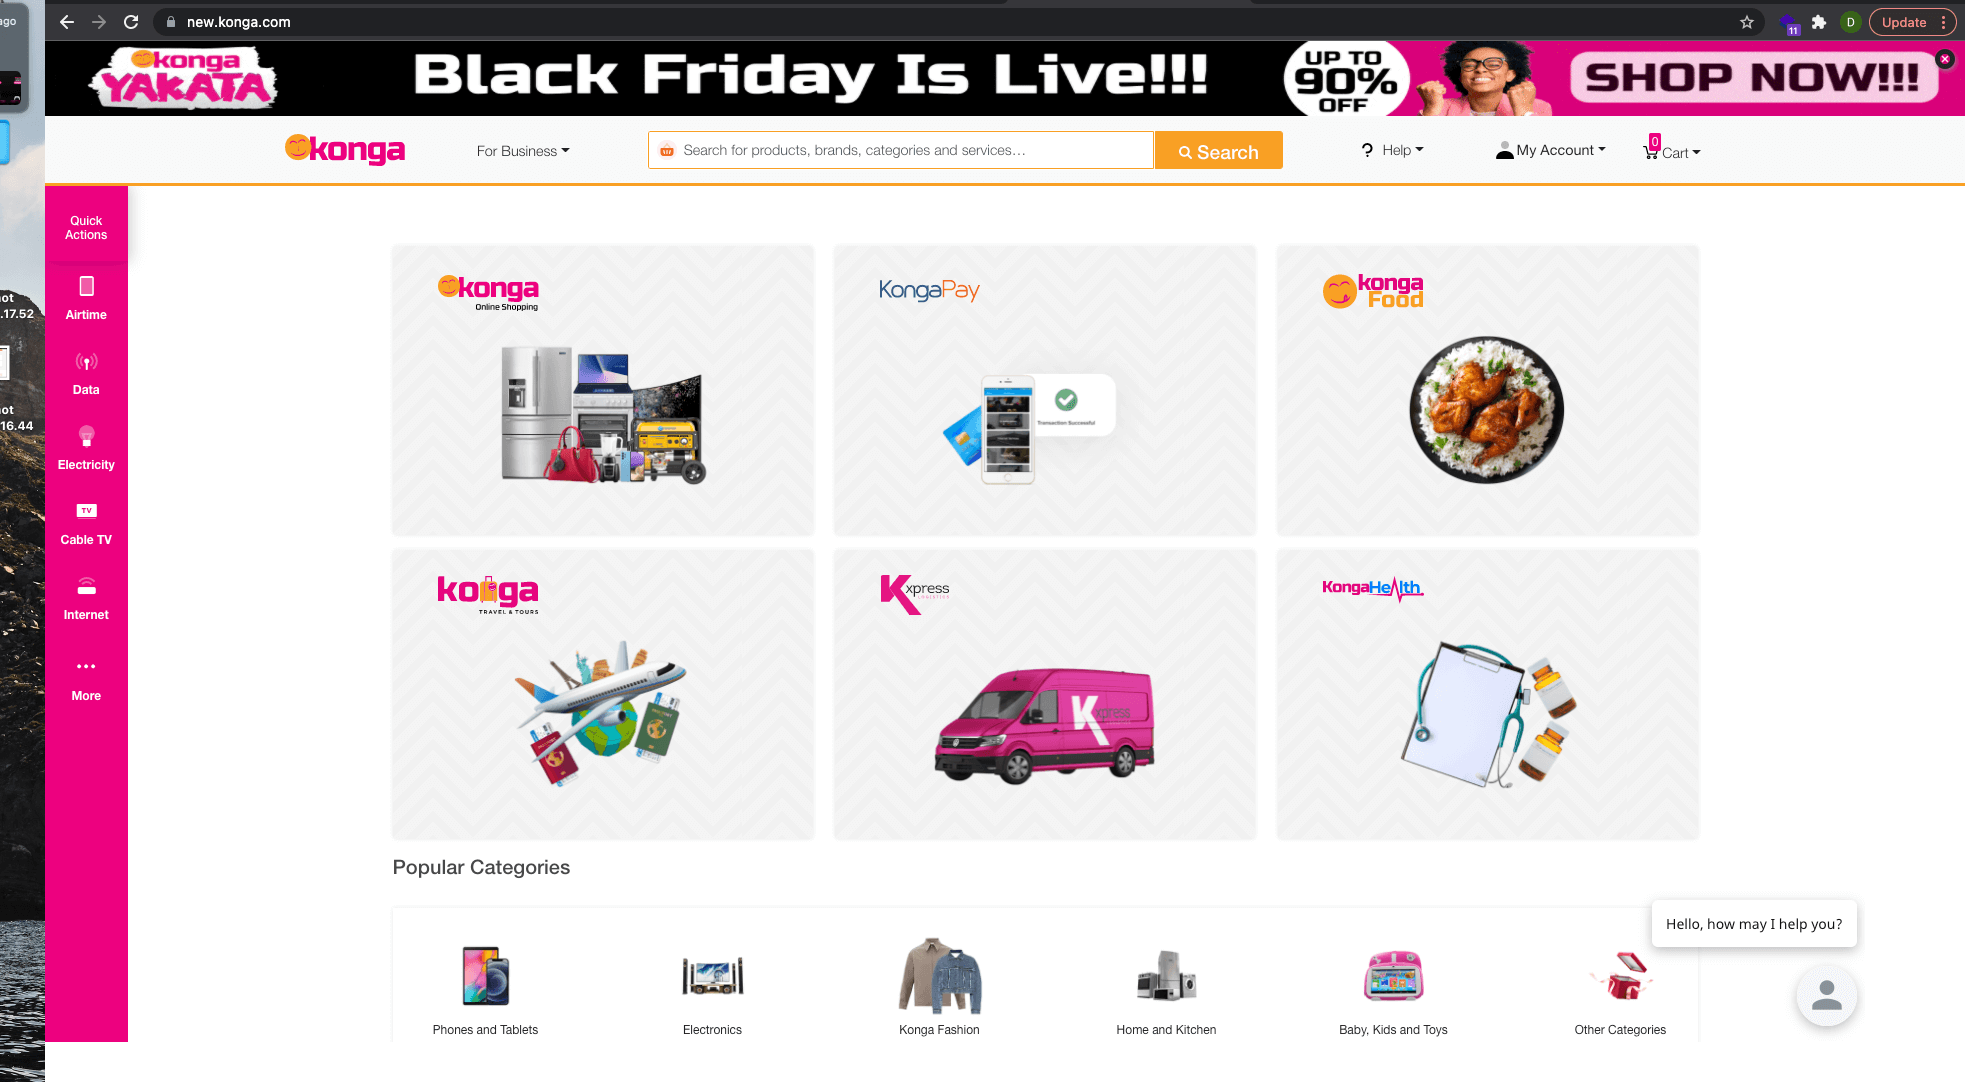 ago
new.konga.com
11
D
Update
konga
YAKATA
Black Friday Is Live!!!
UP TO
90%
OFF
SHOP NOW!!!
konga
For Business
Search for products, brands, categories and services...
Search
? Help
My Account
0
Cart
Quick
Actions
Airtime
Data
Electricity
TV
Cable TV
Internet
More
ot
.17.52
ot
16.44
konga
Online Shopping
KongaPay
Transaction Successful
konga
Food
konga
TRAVEL & TOURS
Kxpress
LOGISTICS
Kxpress
KongaHealth
Popular Categories
Phones and Tablets
Electronics
Konga Fashion
Home and Kitchen
Baby, Kids and Toys
Other Categories
Hello, how may I help you?